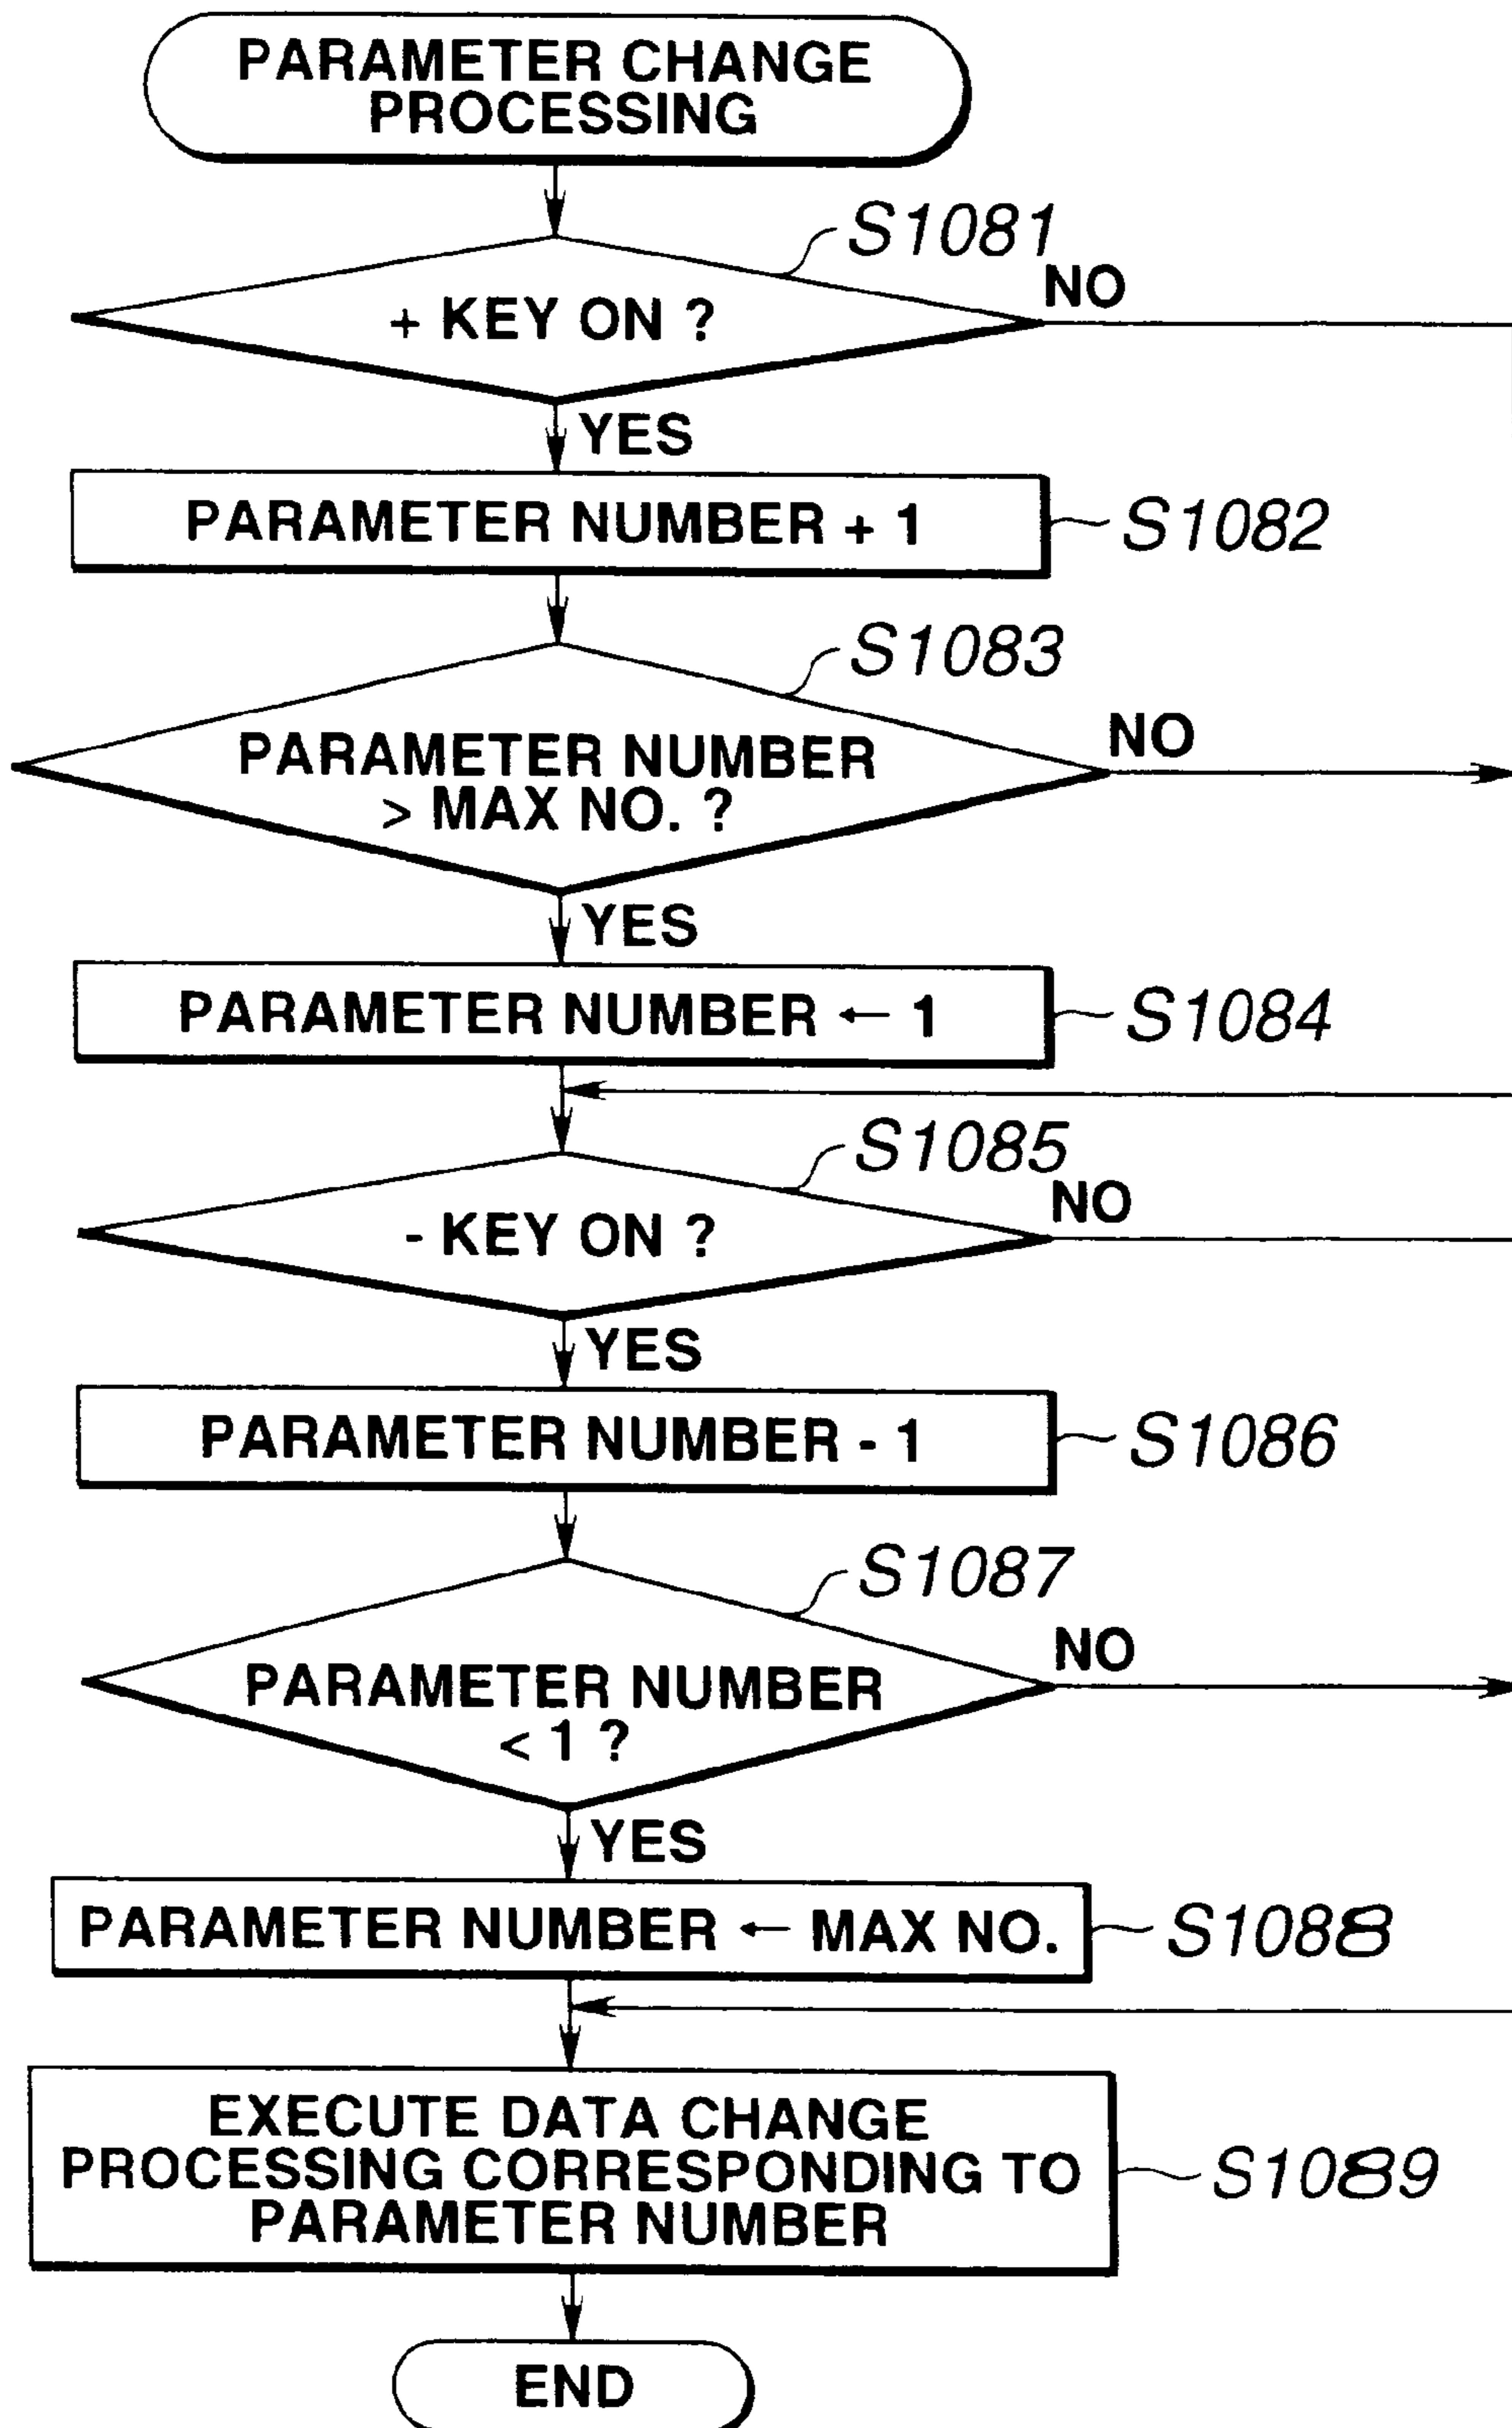 PARAMETER CHANGE
PROCESSING
S1081
+ KEY ON ?
NO
YES
PARAMETER NUMBER + 1
S1082
S1083
PARAMETER NUMBER
> MAX NO. ?
NO
YES
PARAMETER NUMBER ← 1
S1084
S1085
- KEY ON ?
NO
YES
PARAMETER NUMBER - 1
S1086
S1087
PARAMETER NUMBER
< 1 ?
NO
YES
PARAMETER NUMBER ← MAX NO.
S1088
EXECUTE DATA CHANGE
PROCESSING CORRESPONDING TO
PARAMETER NUMBER
S1089
END